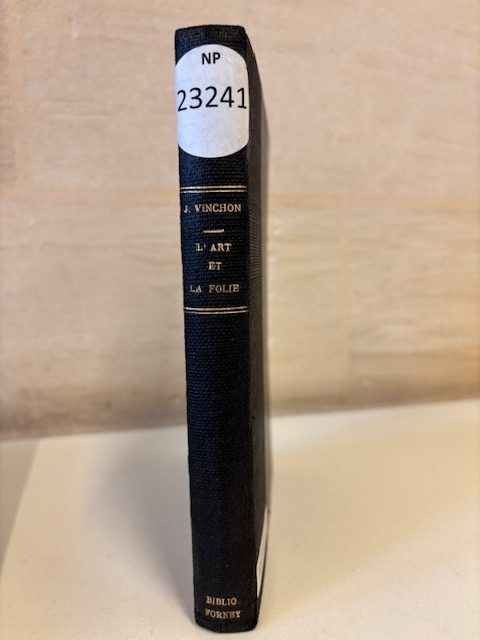 NP
23241
J. VINCHON
L'ART
ET
LA FOLIE
BIBLIO
FORNEY